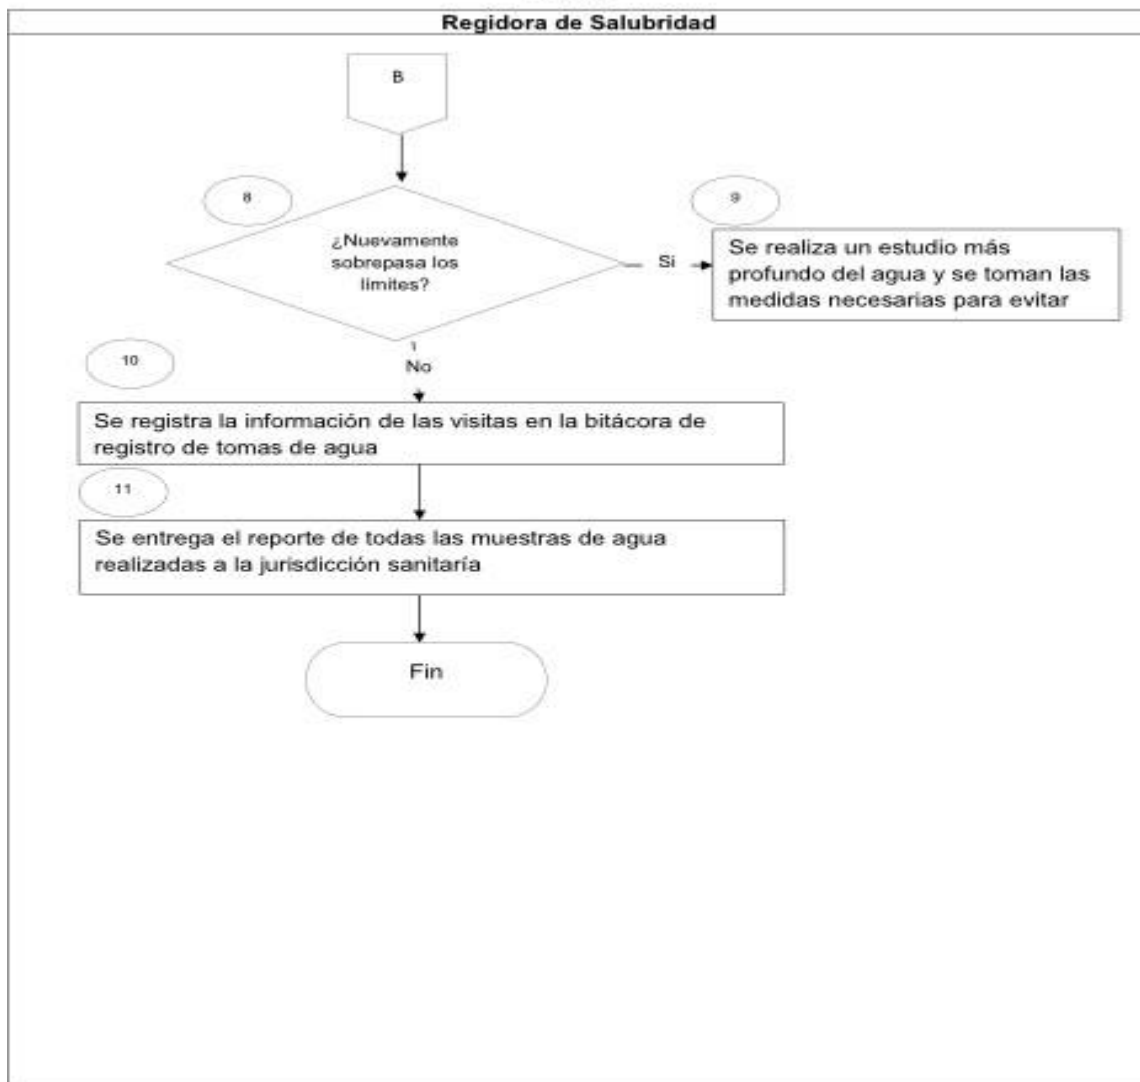 Regidora de Salubridad
B
8
¿Nuevamente
sobrepasa los
límites?
Si
9
Se realiza un estudio más
profundo del agua y se toman las
medidas necesarias para evitar
1
No
10
Se registra la información de las visitas en la bitácora de
registro de tomas de agua
11
Se entrega el reporte de todas las muestras de agua
realizadas a la jurisdicción sanitaría
Fin